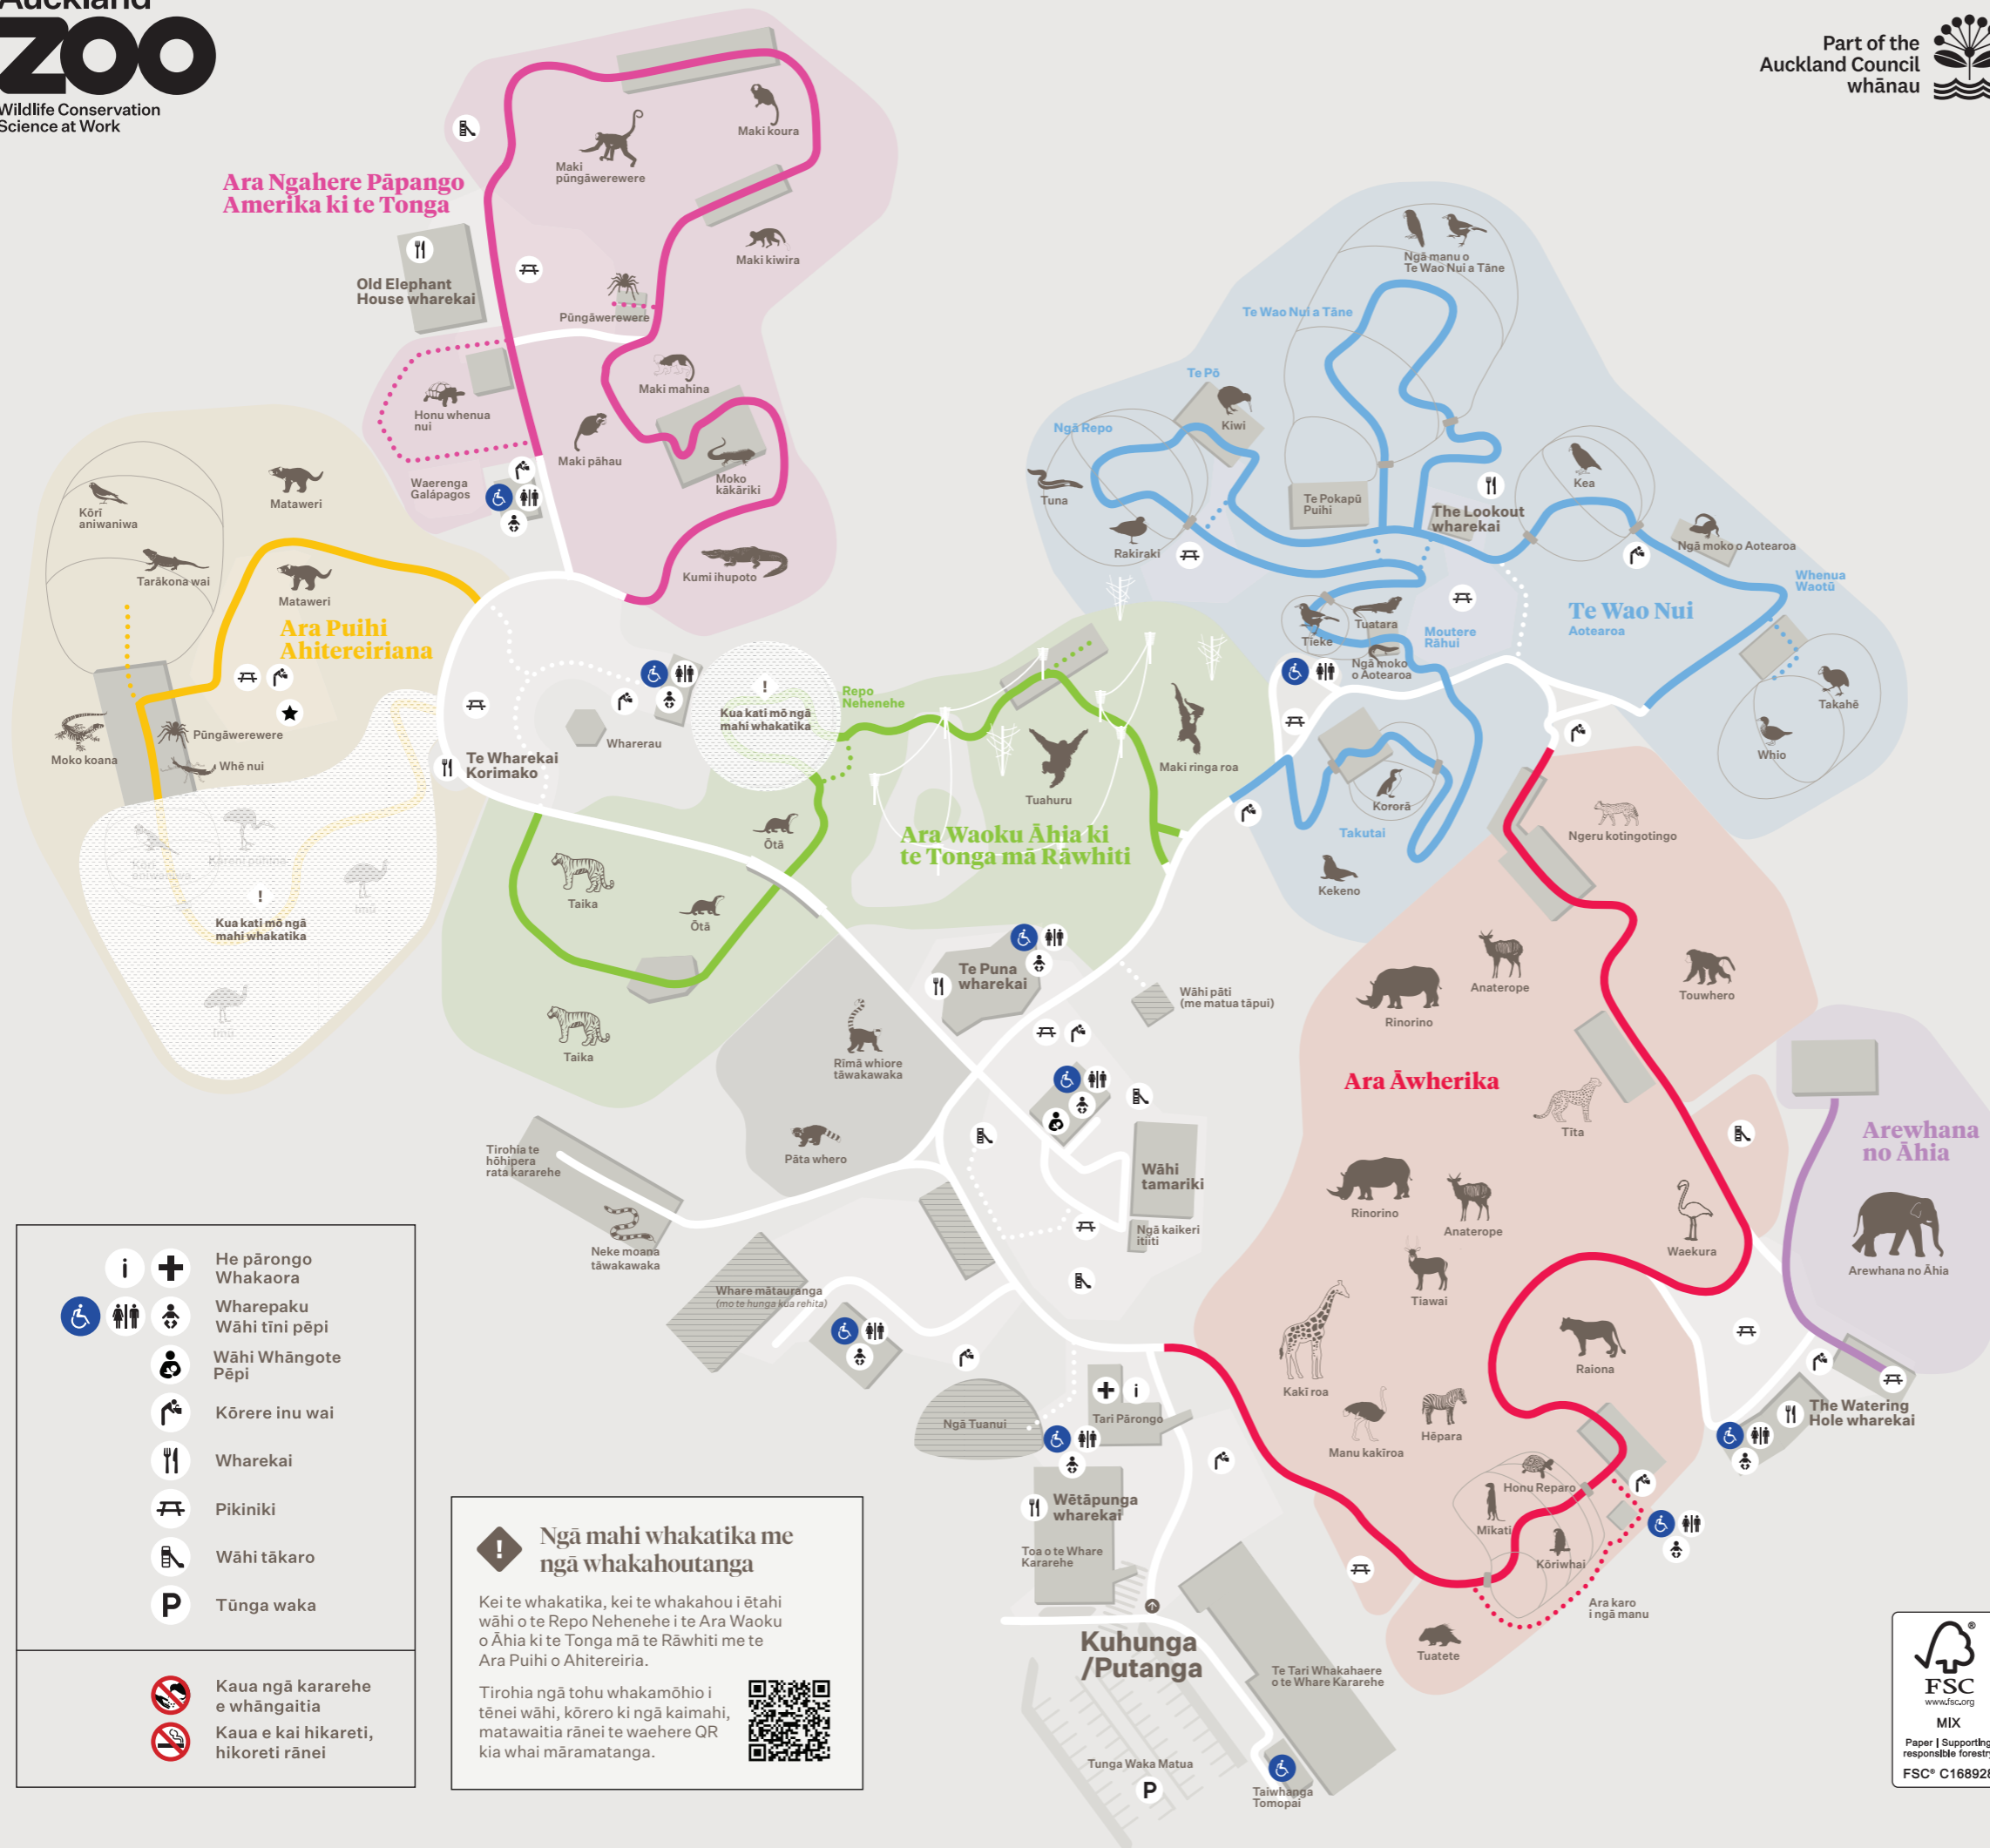 Auckland
ZOO
Wildlife Conservation
Science at Work
Part of the
Auckland Council
whānau
Ara Ngahere Pāpango
Amerika ki te Tonga
Maki
pūngāwerewere
Maki koura
Maki kiwira
Old Elephant
House wharekai
Pūngāwerewere
Maki mahina
Honu whenua
nui
Maki pāhau
Moko
kākāriki
Waerenga
Galápagos
Kumi ihupoto
Kōrī
aniwaniwa
Mataweri
Tarākona wai
Mataweri
Ara Puihi
Ahitereiriana
Pūngāwerewere
Moko koana
Whē nui
Kua kati mō ngā
mahi whakatika
Imū
Imū
Te Wharekai
Korimako
Wharerau
Kua kati mō ngā
mahi whakatika
Repo
Nehenehe
Tuahuru
Maki ringa roa
Ara Waoku Āhia ki
te Tonga mā Rāwhiti
Ōtā
Taika
Ōtā
Taika
Ngā manu o
Te Wao Nui a Tāne
Te Wao Nui a Tāne
Te Pō
Kiwi
Ngā Repo
Tuna
Rakiraki
Te Pokapū
Puihi
The Lookout
wharekai
Kea
Ngā moko o Aotearoa
Whenua
Waotū
Te Wao Nui
Aotearoa
Tīeke
Tuatara
Moutere
Rāhui
Ngā moko
o Aotearoa
Takahē
Whio
Kororā
Takutai
Kekeno
Ngeru kotingotingo
Anaterope
Rinorino
Touwhero
Ara Āwherika
Tīta
Rinorino
Anaterope
Waekura
Tiawai
Kakī roa
Raiona
Manu kakīroa
Hēpara
Honu Reparo
Mikati
Kōriwhai
Ara karo
i ngā manu
Tuatete
Arewhana
no Āhia
Arewhana no Āhia
The Watering
Hole wharekai
Te Puna
wharekai
Wāhi pāti
(me matua tāpui)
Rīmā whiore
tāwakawaka
Pāta whero
Tirohia te
hōhipera
rata kararehe
Neke moana
tāwakawaka
Whare mātauranga
(mo te hunga kua rehita)
Wāhi
tamariki
Ngā kaikeri
itiiti
Ngā Tuanui
Tari Pārongo
Wētāpunga
wharekai
Toa o te Whare
Kararehe
Kuhunga
/Putanga
Te Tari Whakahaere
o te Whare Kararehe
Tunga Waka Matua
P
Taiwhanga
Tomopai
i
He pārongo
Whakaora
Wharepaku
Wāhi tīni pēpi
Wāhi Whāngote
Pēpi
Kōrere inu wai
Wharekai
Pikiniki
Wāhi tākaro
P
Tūnga waka
Kaua ngā kararehe
e whāngaitia
Kaua e kai hikareti,
hikoreti rānei
Ngā mahi whakatika me
ngā whakahoutanga
Kei te whakatika, kei te whakahou i ētahi
wāhi o te Repo Nehenehe i te Ara Waoku
o Āhia ki te Tonga mā te Rāwhiti me te
Ara Puihi o Ahitereiria.
Tirohia ngā tohu whakamōhio i
tēnei wāhi, kōrero ki ngā kaimahi,
matawaitia rānei te waehere QR
kia whai māramatanga.
FSC
www.fsc.org
MIX
Paper | Supporting
responsible forestry
FSC® C168928